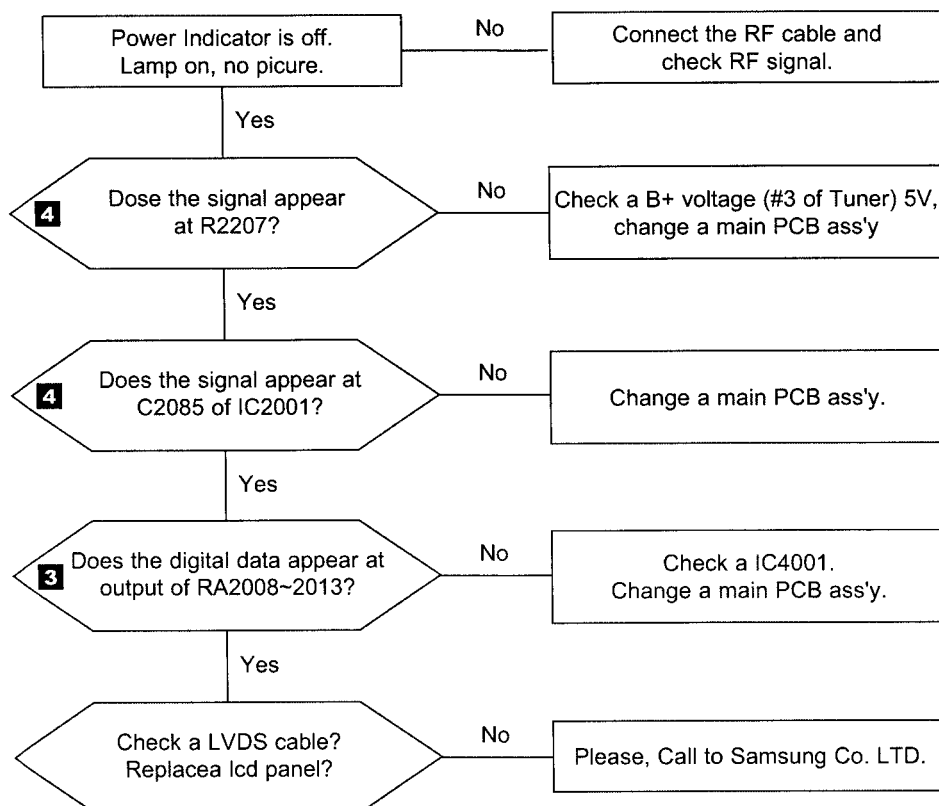 Power Indicator is off.
Lamp on, no picure.
No
Connect the RF cable and
check RF signal.
Yes
4
Dose the signal appear
at R2207?
No
Check a B+ voltage (#3 of Tuner) 5V,
change a main PCB ass'y
Yes
4
Does the signal appear at
C2085 of IC2001?
No
Change a main PCB ass'y.
Yes
3
Does the digital data appear at
output of RA2008~2013?
No
Check a IC4001.
Change a main PCB ass'y.
Yes
Check a LVDS cable?
Replacea lcd panel?
No
Please, Call to Samsung Co. LTD.